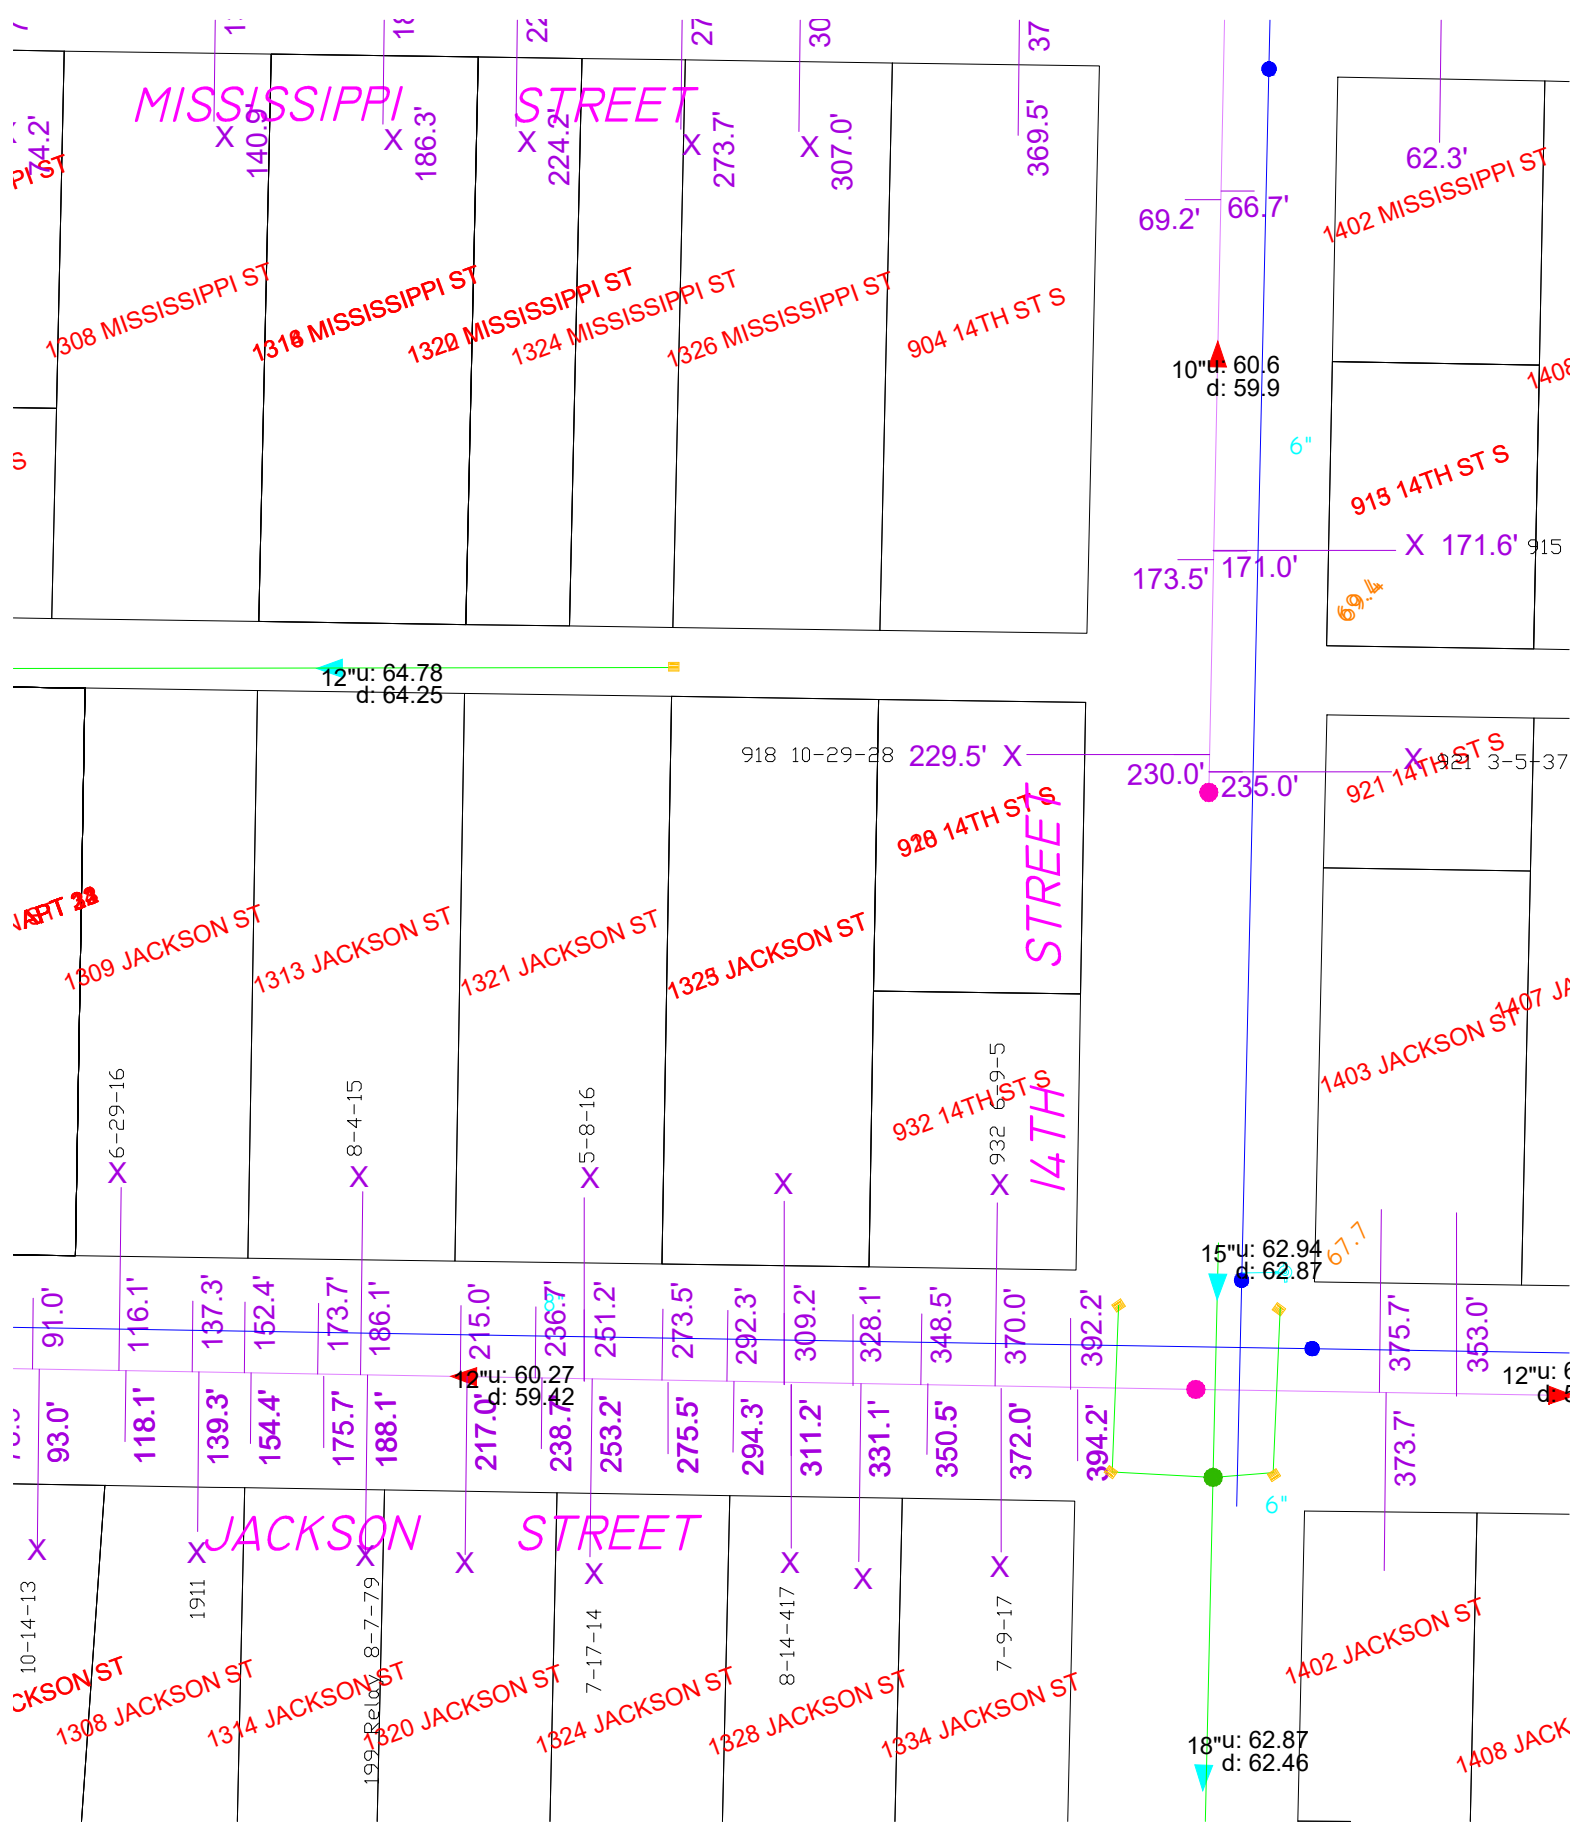 MISSISSIPPI STREET
140.9'
186.3'
224.2'
273.7'
307.0'
369.5'
74.2'
62.3'
69.2'
66.7'
1402 MISSISSIPPI ST
1308 MISSISSIPPI ST
MISSISSIPPI ST
MISSISSIPPI ST
1324 MISSISSIPPI ST
1326 MISSISSIPPI ST
904 14TH ST S
10"
u: 60.6
d: 59.9
6"
14TH ST S
X 171.6' 915
173.5'
171.0'
69.4
12"
u: 64.78
d: 64.25
918 10-29-28 229.5' X
230.0'
235.0'
X 921 3-5-37
921 14TH ST S
14TH ST S
14TH STREET
APT
1309 JACKSON ST
1313 JACKSON ST
1321 JACKSON ST
JACKSON ST
1403 JACKSON ST
1407 JA
932 14TH ST S
6-29-16
8-4-15
5-8-16
932 6-9-5
X
X
X
X
X
15"
u: 62.94
d: 62.87
67.7
91.0'
116.1'
137.3'
152.4'
173.7'
186.1'
215.0'
236.7'
251.2'
273.5'
292.3'
309.2'
328.1'
348.5'
370.0'
392.2'
375.7'
353.0'
12"
u: 60.27
d: 59.42
12"
93.0'
118.1'
139.3'
154.4'
175.7'
188.1'
217.0'
238.7'
253.2'
275.5'
294.3'
311.2'
331.1'
350.5'
372.0'
394.2'
373.7'
6"
JACKSON STREET
X
X
X
X
X
X
X
X
10-14-13
1911
199 Relay 8-7-79
7-17-14
8-14-417
7-9-17
CKSON ST
1308 JACKSON ST
1314 JACKSON ST
1320 JACKSON ST
1324 JACKSON ST
1328 JACKSON ST
1334 JACKSON ST
1402 JACKSON ST
1408 JACK
18"
u: 62.87
d: 62.46